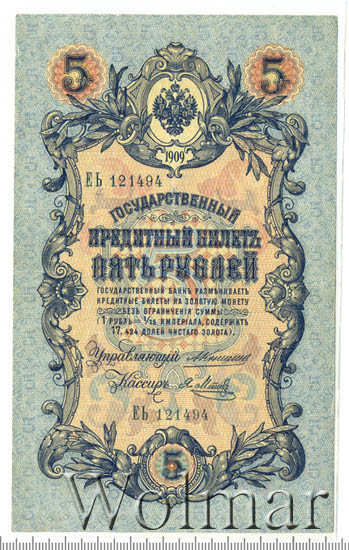 5 5
1909
ЕЬ 121494
ГОСУДАРСТВЕННЫЙ
КРЕДИТНЫЙ БИЛЕТЪ
ПЯТЬ РУБЛЕЙ
ГОСУДАРСТВЕННЫЙ БАНКЪ РАЗМѢНИВАЕТЪ
КРЕДИТНЫЕ БИЛЕТЫ НА ЗОЛОТУЮ МОНЕТУ
БЕЗЪ ОГРАНИЧЕНІЯ СУММЫ
(1 РУБЛЬ = 1/15 ИМПЕРІАЛА, СОДЕРЖИТЪ
17,424 ДОЛЕЙ ЧИСТАГО ЗОЛОТА).
Управляющій
Кассиръ
ЕЬ 121494
5
Wolmar